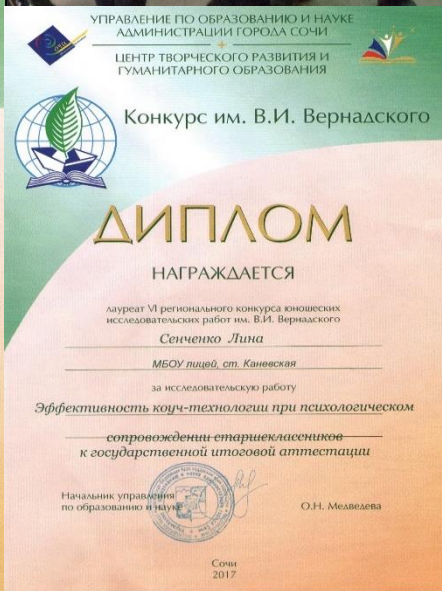 УПРАВЛЕНИЕ ПО ОБРАЗОВАНИЮ И НАУКЕ
АДМИНИСТРАЦИИ ГОРОДА СОЧИ
ЦЕНТР ТВОРЧЕСКОГО РАЗВИТИЯ И
ГУМАНИТАРНОГО ОБРАЗОВАНИЯ
Конкурс им. В.И. Вернадского
ДИПЛОМ
НАГРАЖДАЕТСЯ
лауреат VI регионального конкурса юношеских
исследовательских работ им. В.И. Вернадского
Сенченко Лина
МБОУ лицей, ст. Каневская
за исследовательскую работу
Эффективность коуч-технологии при психологическом
сопровождении старшеклассников
к государственной итоговой аттестации
Начальник управления
по образованию и науке
О.Н. Медведева
Сочи
2017